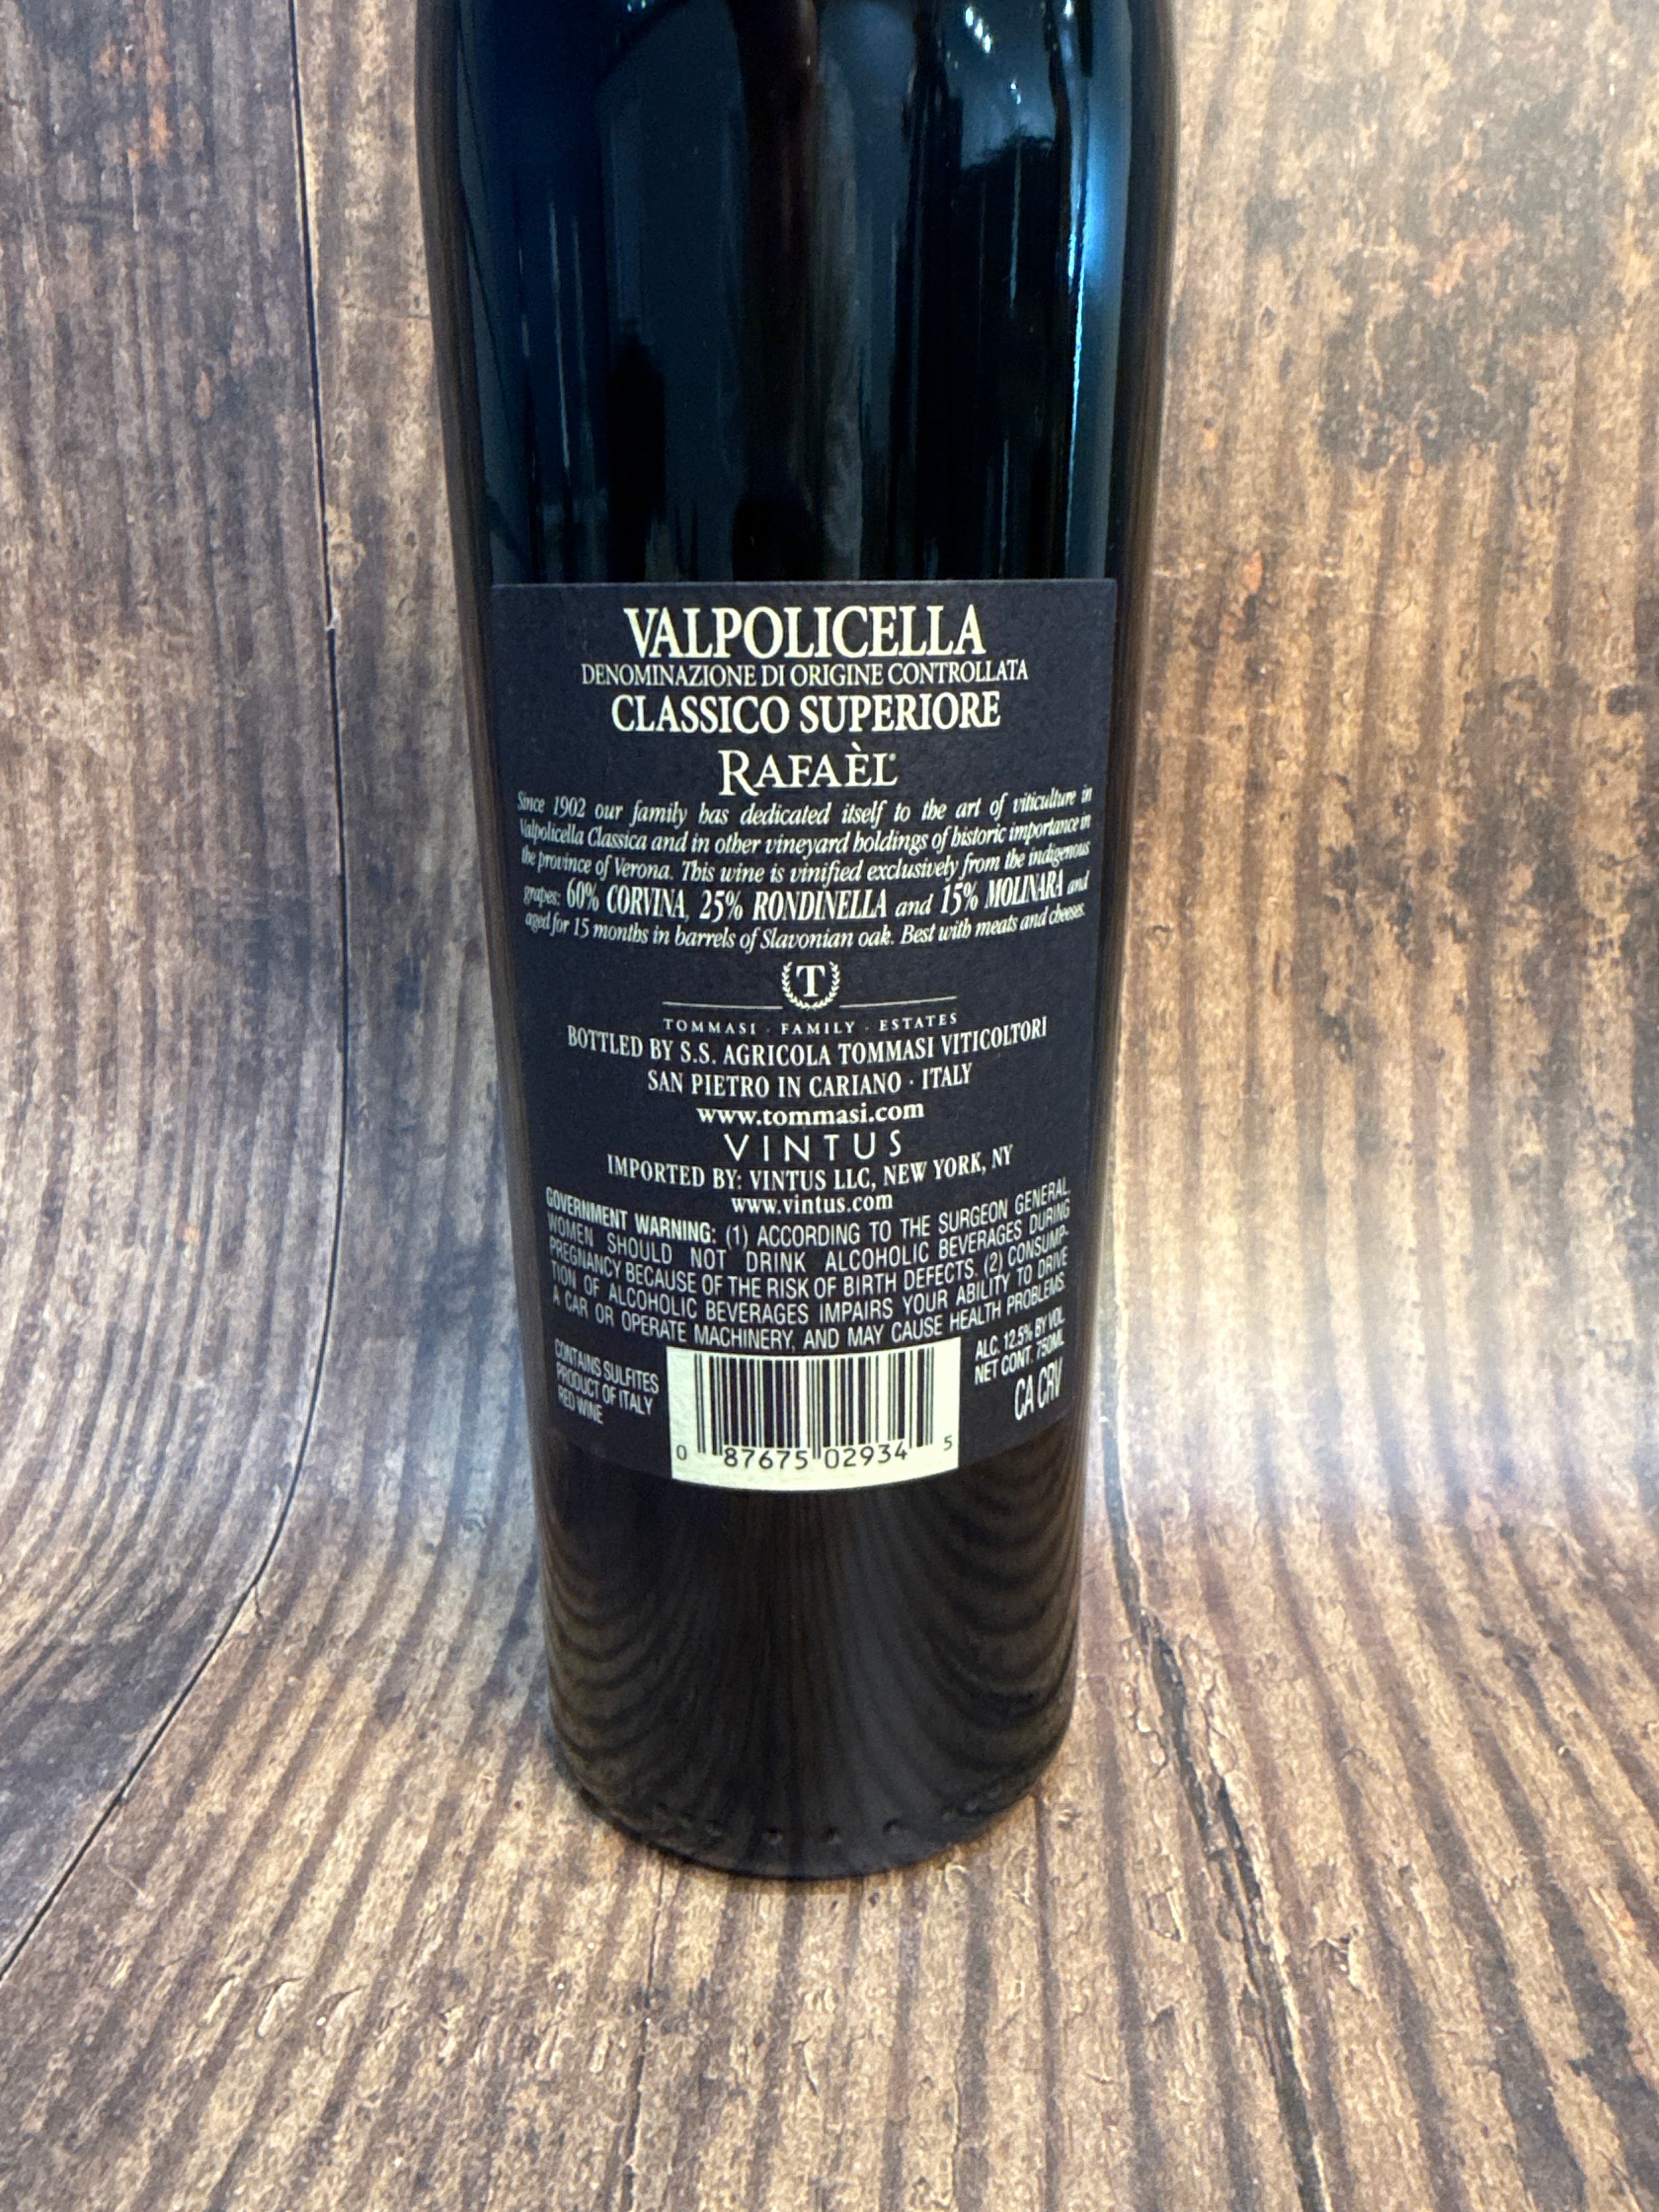 VALPOLICELLA
DENOMINAZIONE DI ORIGINE CONTROLLATA
CLASSICO SUPERIORE
RAFAÈL®
Since 1902 our family has dedicated itself to the art of viticulture in
Valpolicella Classica and in other vineyard holdings of historic importance in
the province of Verona. This wine is vinified exclusively from the indigenous
grapes: 60% CORVINA, 25% RONDINELLA and 15% MOLINARA and
aged for 15 months in barrels of Slavonian oak. Best with meats and cheeses.
T
TOMMASI · FAMILY · ESTATES
BOTTLED BY S.S. AGRICOLA TOMMASI VITICOLTORI
SAN PIETRO IN CARIANO · ITALY
www.tommasi.com
VINTUS
IMPORTED BY: VINTUS LLC, NEW YORK, NY
www.vintus.com
GOVERNMENT WARNING: (1) ACCORDING TO THE SURGEON GENERAL,
WOMEN SHOULD NOT DRINK ALCOHOLIC BEVERAGES DURING
PREGNANCY BECAUSE OF THE RISK OF BIRTH DEFECTS. (2) CONSUMP-
TION OF ALCOHOLIC BEVERAGES IMPAIRS YOUR ABILITY TO DRIVE
A CAR OR OPERATE MACHINERY, AND MAY CAUSE HEALTH PROBLEMS.
CONTAINS SULFITES
PRODUCT OF ITALY
RED WINE
ALC. 12.5% BY VOL
NET CONT. 750ML
CA CRV
0 87675 02934 5